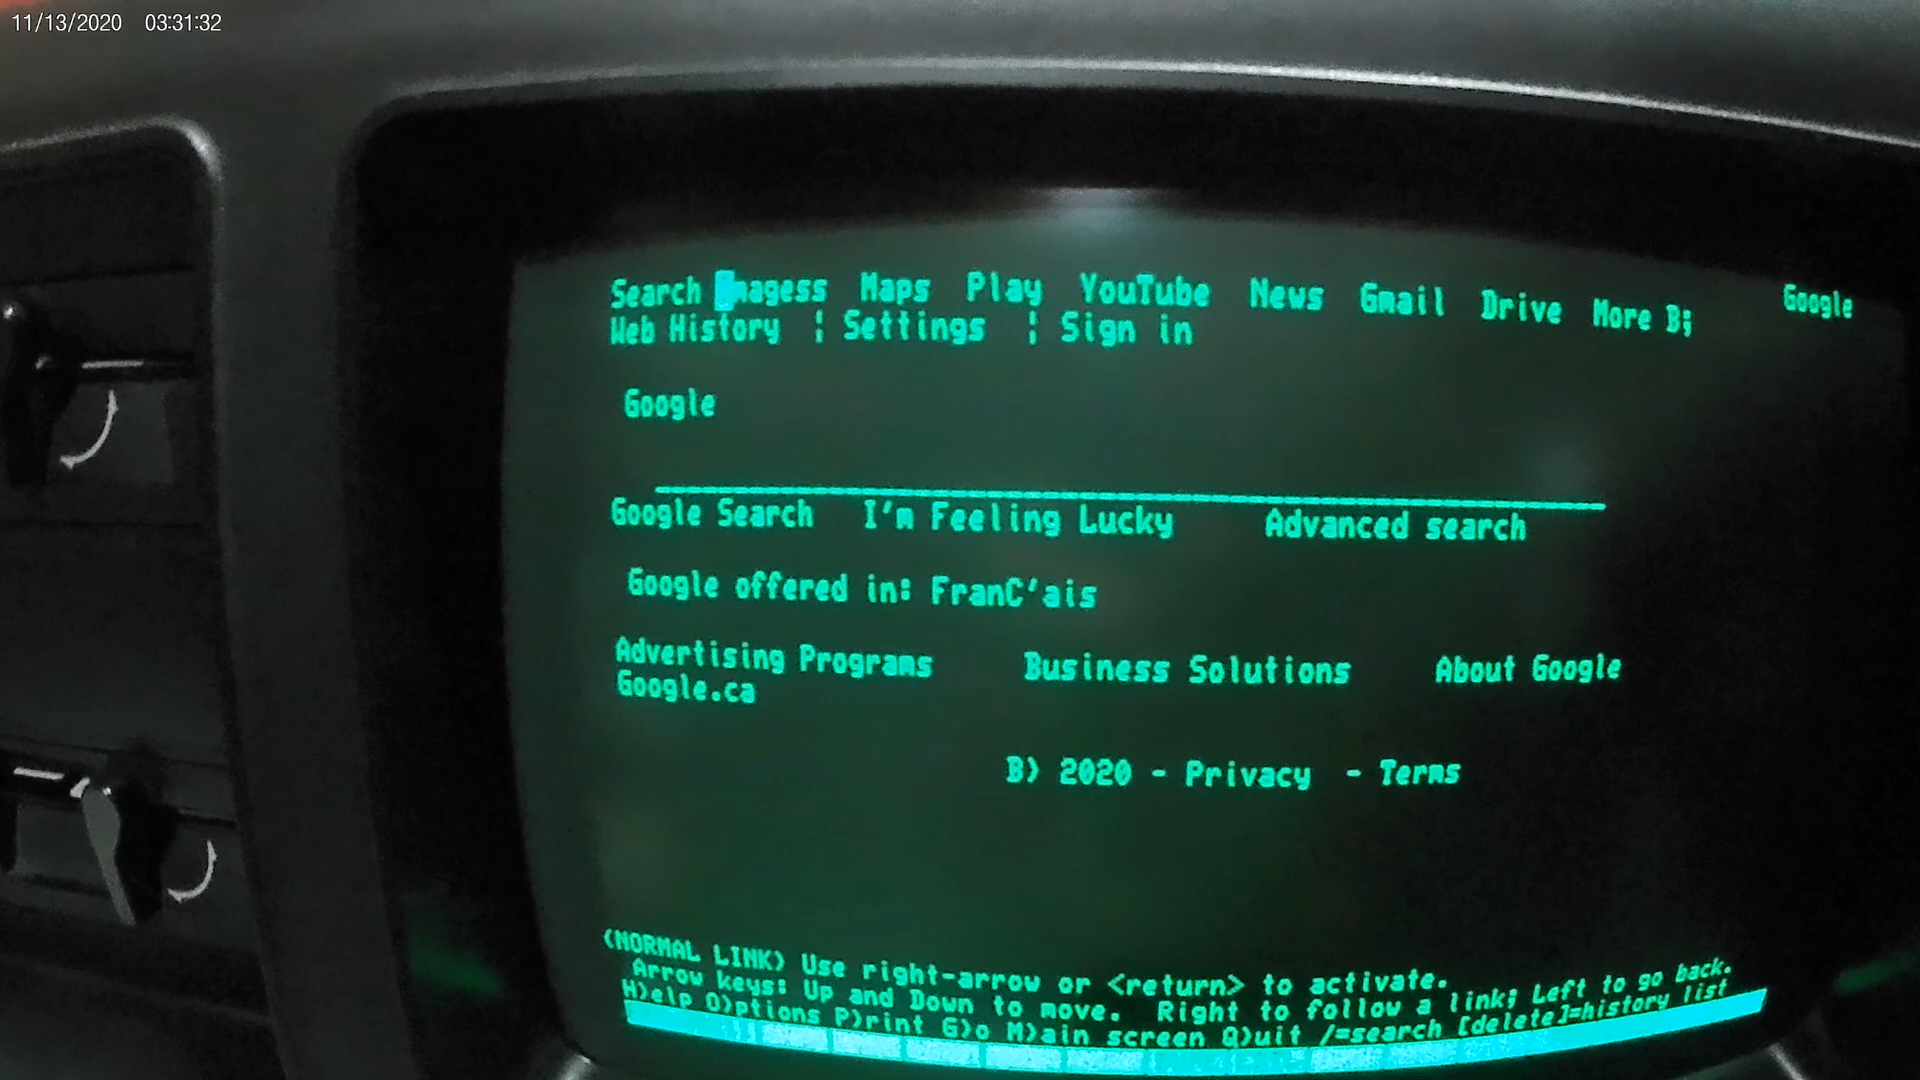 11/13/2020 03:31:32
Search Imagess Maps Play YouTube News Gmail Drive More B; Google
Web History ¦ Settings ¦ Sign in
Google
Google Search I'm Feeling Lucky Advanced search
Google offered in: FranC'ais
Advertising Programs Business Solutions About Google
Google.ca
B) 2020 - Privacy - Terms
(NORMAL LINK) Use right-arrow or <return> to activate.
Arrow keys: Up and Down to move. Right to follow a link; Left to go back.
H)elp O)ptions P)rint G)o M)ain screen Q)uit /=search [delete]=history list